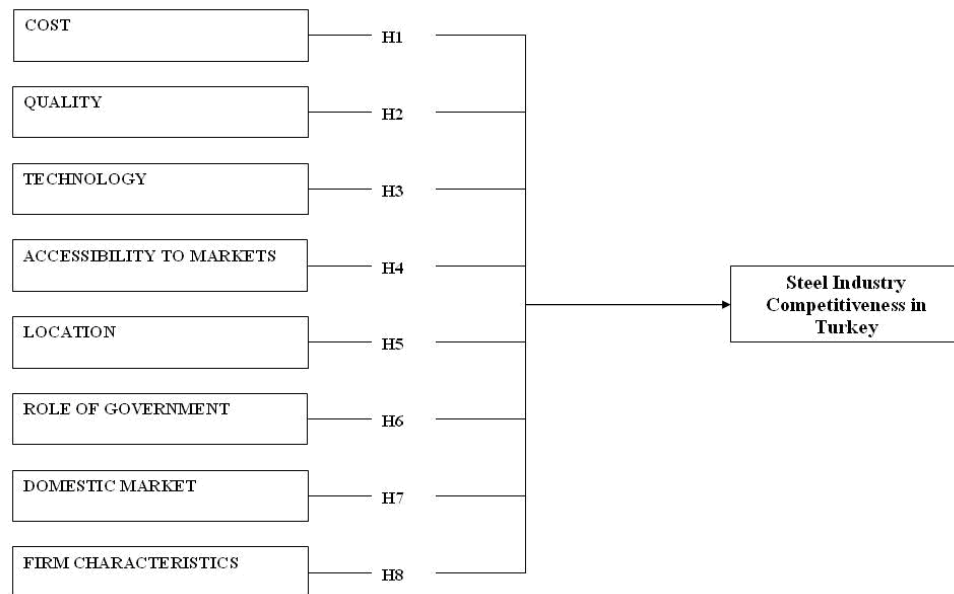 COST
H1
QUALITY
H2
TECHNOLOGY
H3
ACCESSIBILITY TO MARKETS
H4
LOCATION
H5
ROLE OF GOVERNMENT
H6
DOMESTIC MARKET
H7
FIRM CHARACTERISTICS
H8
Steel Industry
Competitiveness in
Turkey